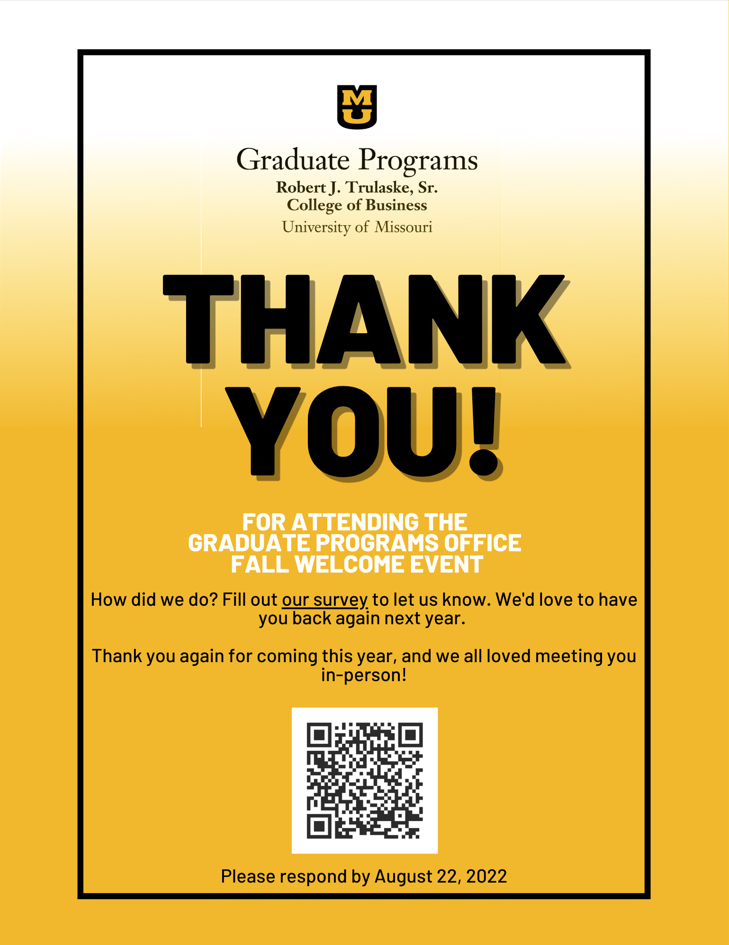 MU
Graduate Programs
Robert J. Trulaske, Sr.
College of Business
University of Missouri
THANK
YOU!
FOR ATTENDING THE
GRADUATE PROGRAMS OFFICE
FALL WELCOME EVENT
How did we do? Fill out our survey to let us know. We'd love to have
you back again next year.
Thank you again for coming this year, and we all loved meeting you
in-person!
Please respond by August 22, 2022